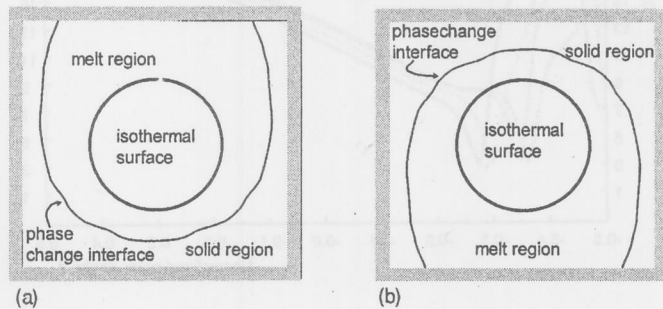 melt region
isothermal
surface
phase
change interface
solid region
(a)
phasechange
interface
solid region
isothermal
surface
melt region
(b)